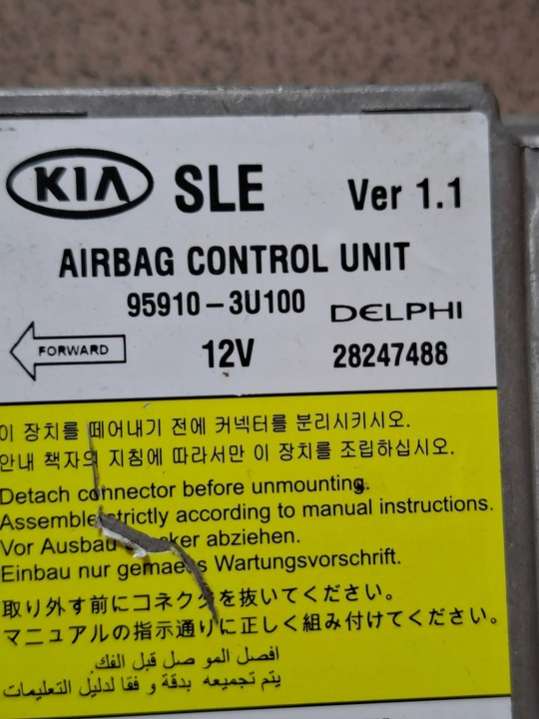 KIA SLE Ver 1.1
AIRBAG CONTROL UNIT
95910-3U100 DELPHI
FORWARD 12V 28247488
이 장치를 떼어내기 전에 커넥터를 분리시키시오.
안내 책자의 지침에 따라서만 이 장치를 조립하십시오.
Detach connector before unmounting.
Assemble strictly according to manual instructions.
Vor Ausbau abziehen.
Einbau nur gemaess Wartungsvorschrift.
取り外す前にコネクタを抜いてください。
マニュアルの指示通りに正しく組み付けてください。
افصل الموصل قبل الفك
يتم تجميعه بدقة و فقا لدليل التعليمات